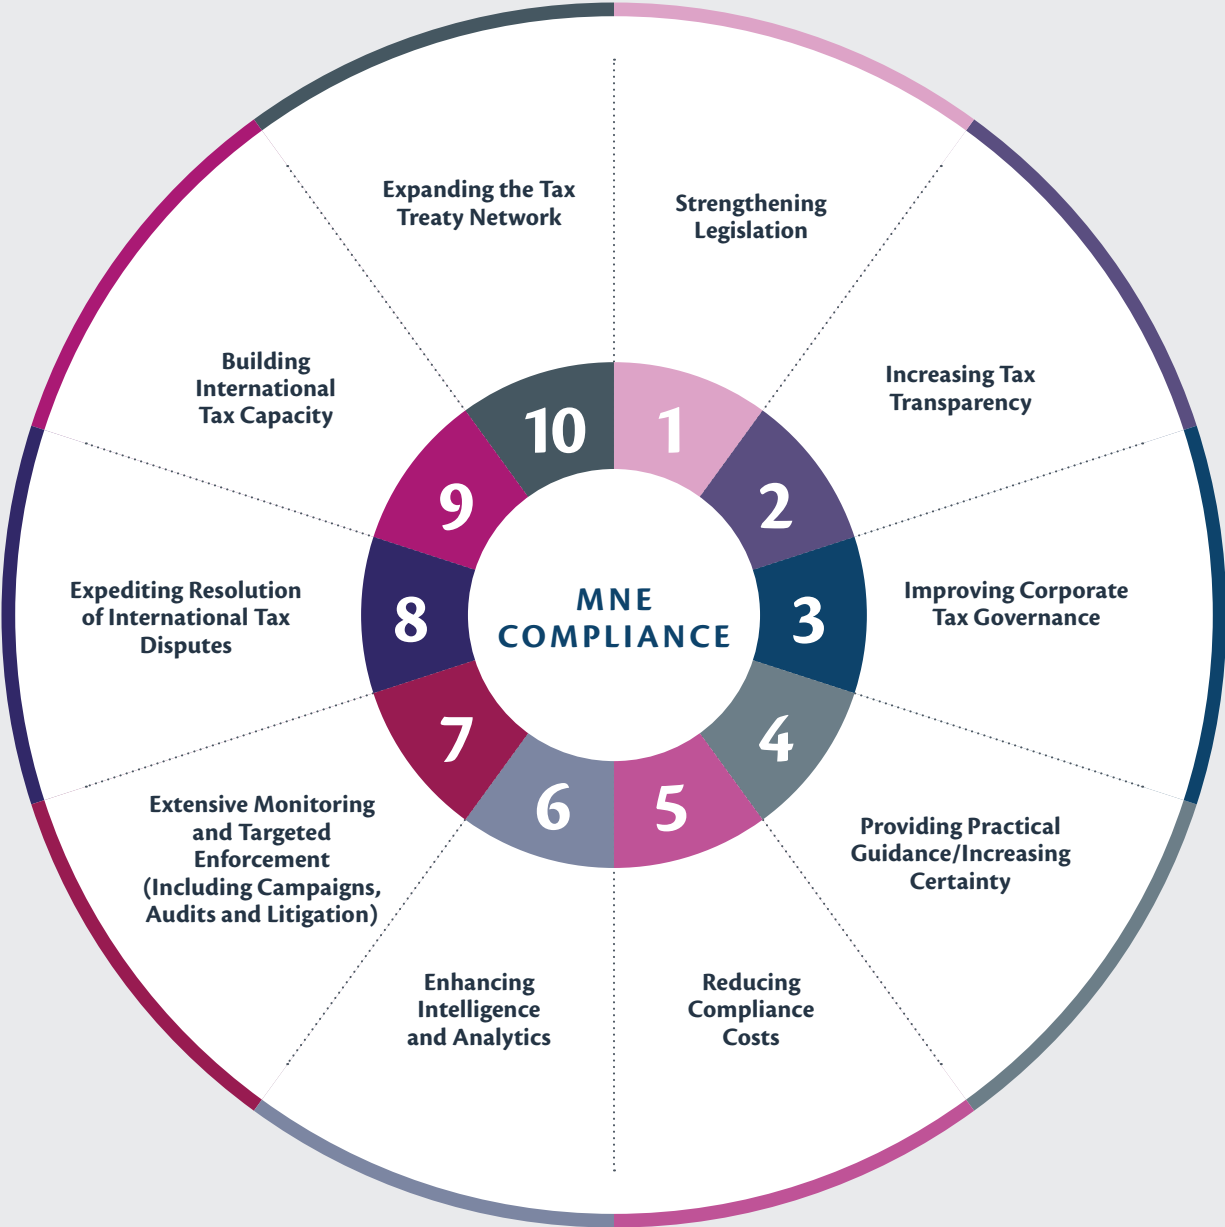 MNE
COMPLIANCE
1
Strengthening
Legislation
2
Increasing Tax
Transparency
3
Improving Corporate
Tax Governance
4
Providing Practical
Guidance/Increasing
Certainty
5
Reducing
Compliance
Costs
6
Enhancing
Intelligence
and Analytics
7
Extensive Monitoring
and Targeted
Enforcement
(Including Campaigns,
Audits and Litigation)
8
Expediting Resolution
of International Tax
Disputes
9
Building
International
Tax Capacity
10
Expanding the Tax
Treaty Network